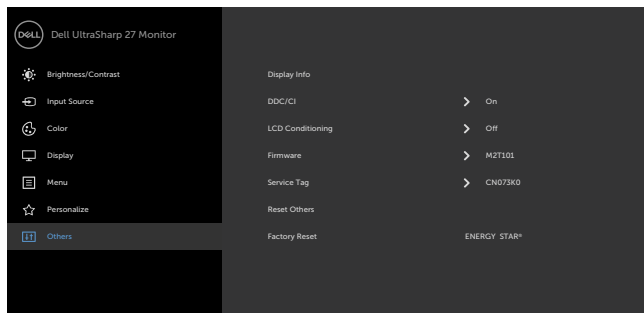 DELL Dell UltraSharp 27 Monitor
Brightness/Contrast
Input Source
Color
Display
Menu
Personalize
Others
Display Info
DDC/CI On
LCD Conditioning Off
Firmware M2T101
Service Tag CN073K0
Reset Others
Factory Reset ENERGY STAR®